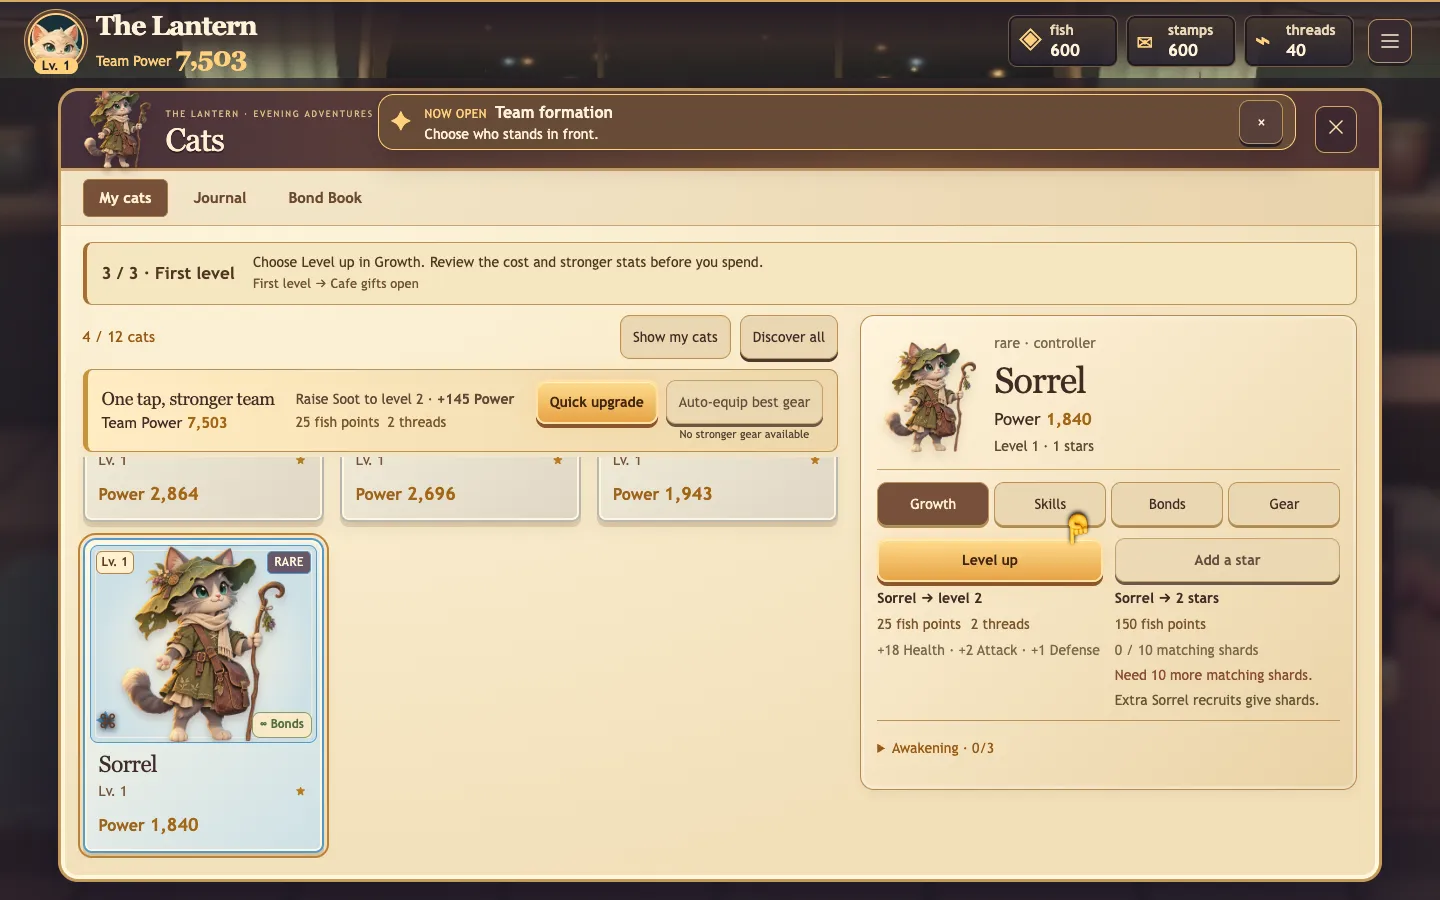 The Lantern
Team Power 7,503
Lv. 1
fish
600
stamps
600
threads
40
THE LANTERN · EVENING ADVENTURES
Cats
NOW OPEN Team formation
Choose who stands in front.
×
My cats
Journal
Bond Book
3 / 3 · First level
Choose Level up in Growth. Review the cost and stronger stats before you spend.
First level → Cafe gifts open
4 / 12 cats
Show my cats
Discover all
One tap, stronger team
Team Power 7,503
Raise Soot to level 2 · +145 Power
25 fish points 2 threads
Quick upgrade
Auto-equip best gear
No stronger gear available
Lv. 1
Power 2,864
Lv. 1
Power 2,696
Lv. 1
Power 1,943
Lv. 1
RARE
∞ Bonds
Sorrel
Lv. 1
Power 1,840
rare · controller
Sorrel
Power 1,840
Level 1 · 1 stars
Growth
Skills
Bonds
Gear
Level up
Sorrel → level 2
25 fish points 2 threads
+18 Health · +2 Attack · +1 Defense
Add a star
Sorrel → 2 stars
150 fish points
0 / 10 matching shards
Need 10 more matching shards.
Extra Sorrel recruits give shards.
Awakening · 0/3